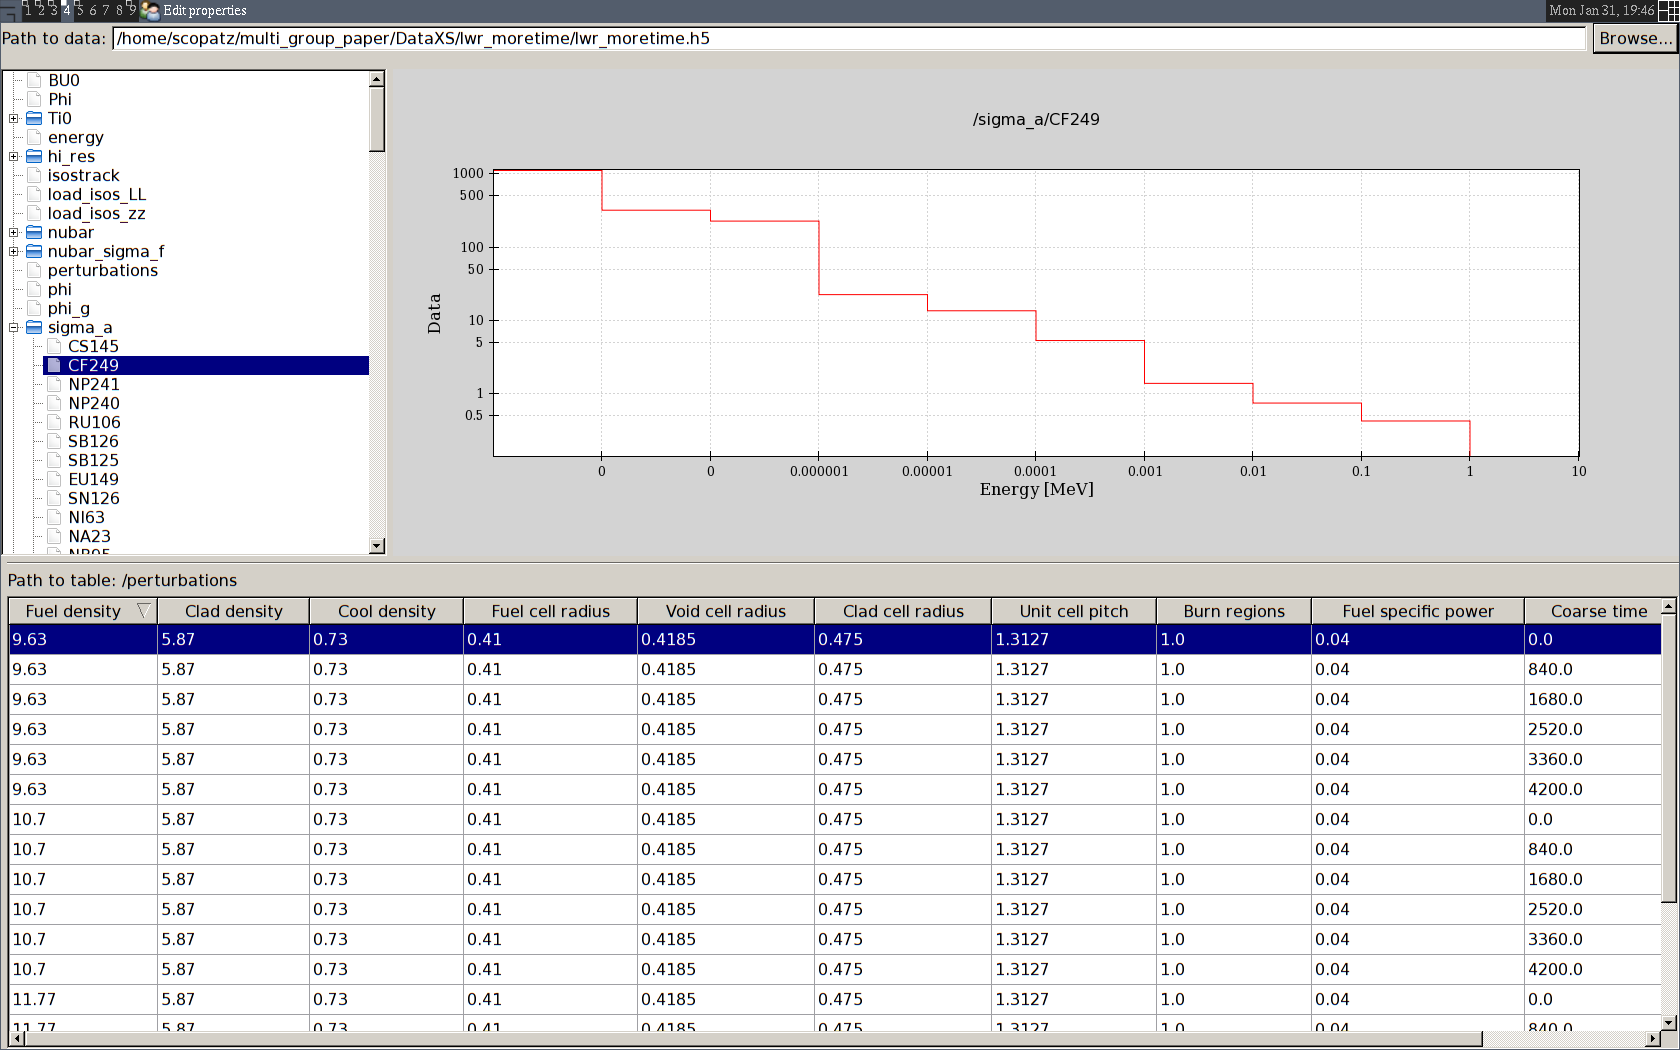 1 2 3 4 5 6 7 8 9 Edit properties Mon Jan 31, 19:46
Path to data: /home/scopatz/multi_group_paper/DataXS/lwr_moretime/lwr_moretime.h5 Browse...
BU0
Phi
Ti0
energy
hi_res
isostrack
load_isos_LL
load_isos_zz
nubar
nubar_sigma_f
perturbations
phi
phi_g
sigma_a
CS145
CF249
NP241
NP240
RU106
SB126
SB125
EU149
SN126
NI63
NA23
/sigma_a/CF249
1000
500
100
50
10
5
1
0.5
Data
0 0 0.000001 0.00001 0.0001 0.001 0.01 0.1 1 10
Energy [MeV]
Path to table: /perturbations
Fuel density Clad density Cool density Fuel cell radius Void cell radius Clad cell radius Unit cell pitch Burn regions Fuel specific power Coarse time
9.63 5.87 0.73 0.41 0.4185 0.475 1.3127 1.0 0.04 0.0
9.63 5.87 0.73 0.41 0.4185 0.475 1.3127 1.0 0.04 840.0
9.63 5.87 0.73 0.41 0.4185 0.475 1.3127 1.0 0.04 1680.0
9.63 5.87 0.73 0.41 0.4185 0.475 1.3127 1.0 0.04 2520.0
9.63 5.87 0.73 0.41 0.4185 0.475 1.3127 1.0 0.04 3360.0
9.63 5.87 0.73 0.41 0.4185 0.475 1.3127 1.0 0.04 4200.0
10.7 5.87 0.73 0.41 0.4185 0.475 1.3127 1.0 0.04 0.0
10.7 5.87 0.73 0.41 0.4185 0.475 1.3127 1.0 0.04 840.0
10.7 5.87 0.73 0.41 0.4185 0.475 1.3127 1.0 0.04 1680.0
10.7 5.87 0.73 0.41 0.4185 0.475 1.3127 1.0 0.04 2520.0
10.7 5.87 0.73 0.41 0.4185 0.475 1.3127 1.0 0.04 3360.0
10.7 5.87 0.73 0.41 0.4185 0.475 1.3127 1.0 0.04 4200.0
11.77 5.87 0.73 0.41 0.4185 0.475 1.3127 1.0 0.04 0.0
11.77 5.87 0.73 0.41 0.4185 0.475 1.3127 1.0 0.04 840.0